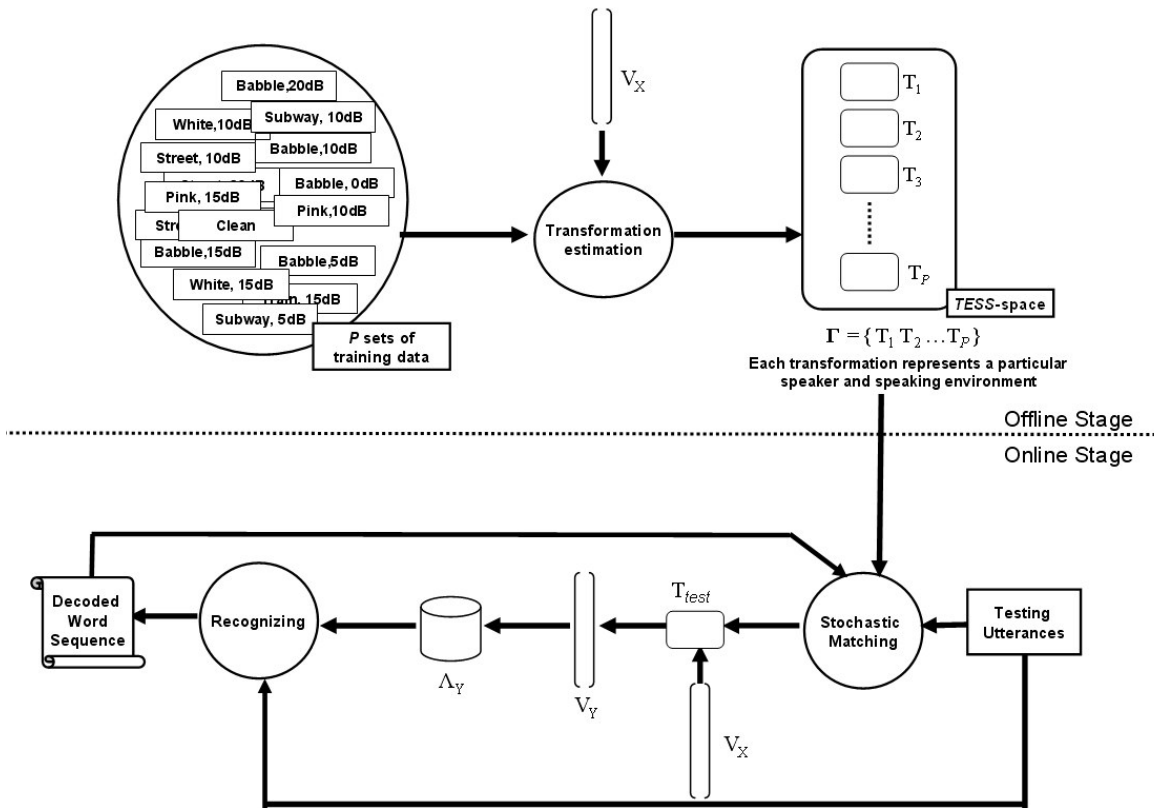 Babble,20dB
Subway, 10dB
White,10dB
Babble,10dB
Street, 10dB
Babble, 0dB
Pink, 15dB
Pink,10dB
Clean
Babble,15dB
Babble,5dB
White, 15dB
15dB
Subway, 5dB
P sets of
training data
V_X
Transformation
estimation
T_1
T_2
T_3
T_P
TESS-space
Γ = { T_1 T_2 … T_P }
Each transformation represents a particular
speaker and speaking environment
Offline Stage
Online Stage
Decoded
Word
Sequence
Recognizing
Λ_Y
V_Y
T_test
V_X
Stochastic
Matching
Testing
Utterances